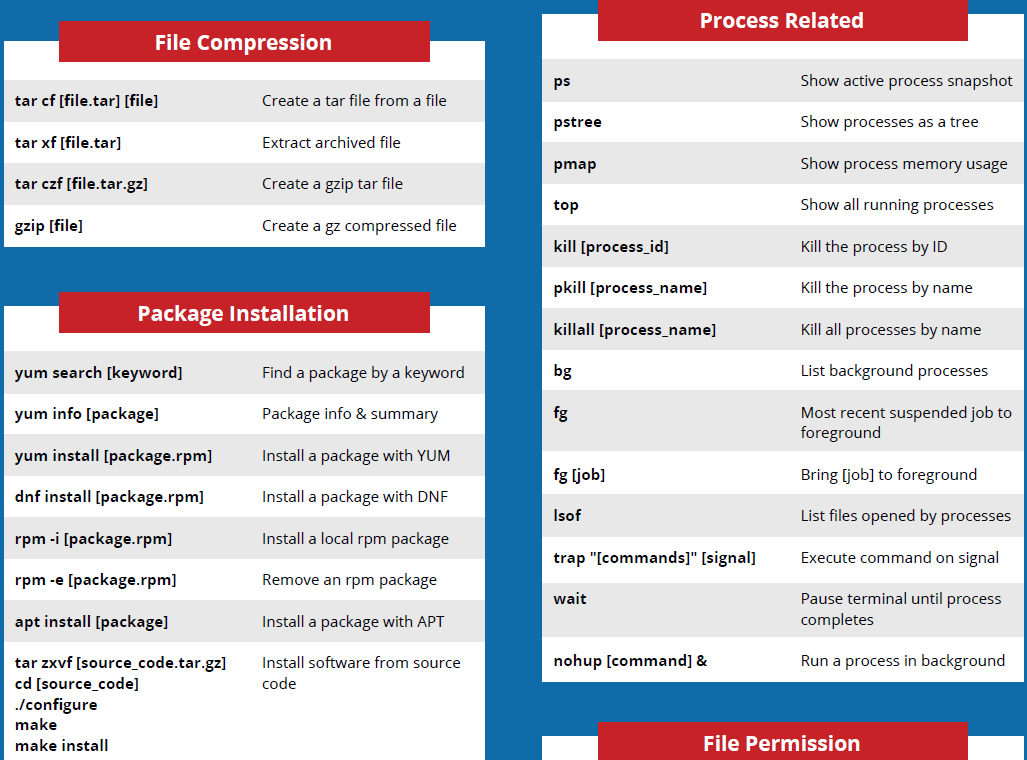 File Compression
tar cf [file.tar] [file] Create a tar file from a file
tar xf [file.tar] Extract archived file
tar czf [file.tar.gz] Create a gzip tar file
gzip [file] Create a gz compressed file
Package Installation
yum search [keyword] Find a package by a keyword
yum info [package] Package info & summary
yum install [package.rpm] Install a package with YUM
dnf install [package.rpm] Install a package with DNF
rpm -i [package.rpm] Install a local rpm package
rpm -e [package.rpm] Remove an rpm package
apt install [package] Install a package with APT
tar zxvf [source_code.tar.gz] Install software from source
cd [source_code] code
./configure
make
make install
Process Related
ps Show active process snapshot
pstree Show processes as a tree
pmap Show process memory usage
top Show all running processes
kill [process_id] Kill the process by ID
pkill [process_name] Kill the process by name
killall [process_name] Kill all processes by name
bg List background processes
fg Most recent suspended job to
foreground
fg [job] Bring [job] to foreground
lsof List files opened by processes
trap "[commands]" [signal] Execute command on signal
wait Pause terminal until process
completes
nohup [command] & Run a process in background
File Permission